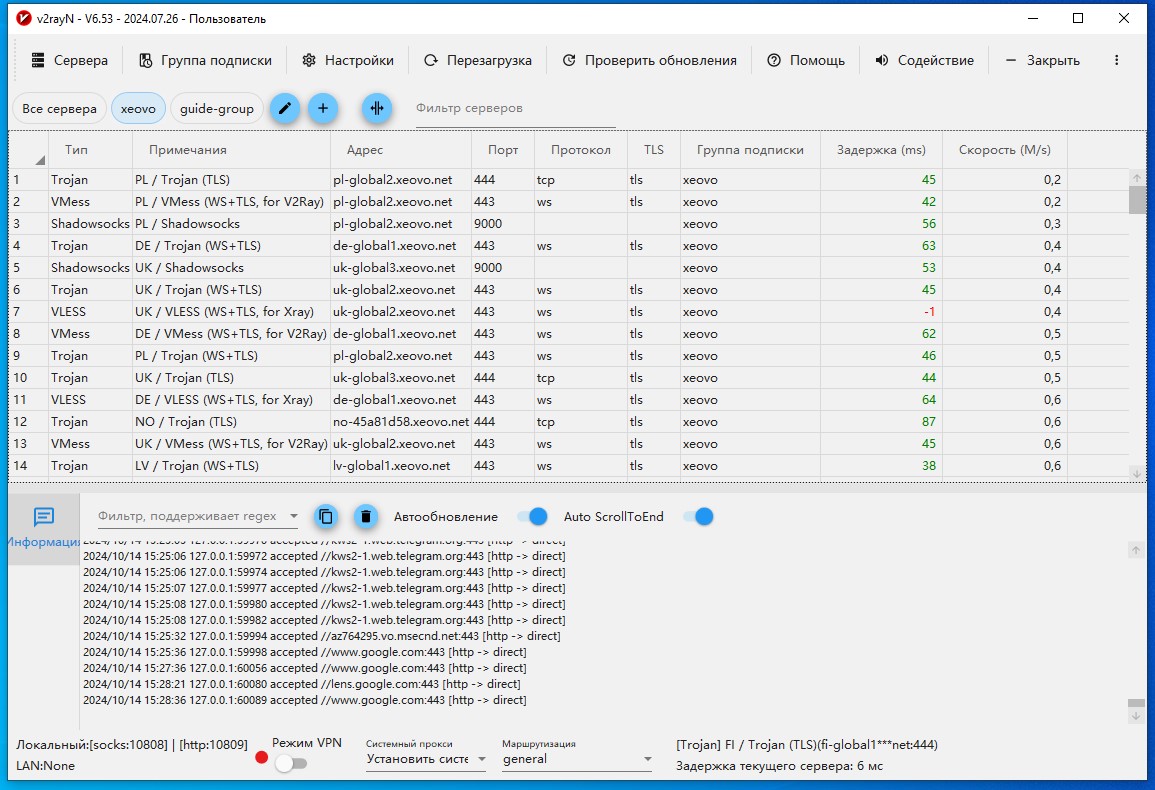 v2rayN - V6.53 - 2024.07.26 - Пользователь
Сервера Группа подписки Настройки Перезагрузка Проверить обновления Помощь Содействие Закрыть
Все сервера xeovo guide-group Фильтр серверов
Тип Примечания Адрес Порт Протокол TLS Группа подписки Задержка (ms) Скорость (M/s)
1 Trojan PL / Trojan (TLS) pl-global2.xeovo.net 444 tcp tls xeovo 45 0,2
2 VMess PL / VMess (WS+TLS, for V2Ray) pl-global2.xeovo.net 443 ws tls xeovo 42 0,2
3 Shadowsocks PL / Shadowsocks pl-global2.xeovo.net 9000 xeovo 56 0,3
4 Trojan DE / Trojan (WS+TLS) de-global1.xeovo.net 443 ws tls xeovo 63 0,4
5 Shadowsocks UK / Shadowsocks uk-global3.xeovo.net 9000 xeovo 53 0,4
6 Trojan UK / Trojan (WS+TLS) uk-global2.xeovo.net 443 ws tls xeovo 45 0,4
7 VLESS UK / VLESS (WS+TLS, for Xray) uk-global2.xeovo.net 443 ws tls xeovo -1 0,4
8 VMess DE / VMess (WS+TLS, for V2Ray) de-global1.xeovo.net 443 ws tls xeovo 62 0,5
9 Trojan PL / Trojan (WS+TLS) pl-global2.xeovo.net 443 ws tls xeovo 46 0,5
10 Trojan UK / Trojan (TLS) uk-global3.xeovo.net 444 tcp tls xeovo 44 0,5
11 VLESS DE / VLESS (WS+TLS, for Xray) de-global1.xeovo.net 443 ws tls xeovo 64 0,6
12 Trojan NO / Trojan (TLS) no-45a81d58.xeovo.net 444 tcp tls xeovo 87 0,6
13 VMess UK / VMess (WS+TLS, for V2Ray) uk-global2.xeovo.net 443 ws tls xeovo 45 0,6
14 Trojan LV / Trojan (WS+TLS) lv-global1.xeovo.net 443 ws tls xeovo 38 0,6
Фильтр, поддерживает regex Автообновление Auto ScrollToEnd
Информаци
2024/10/14 15:25:06 127.0.0.1:59972 accepted //kws2-1.web.telegram.org:443 [http -> direct]
2024/10/14 15:25:06 127.0.0.1:59974 accepted //kws2-1.web.telegram.org:443 [http -> direct]
2024/10/14 15:25:07 127.0.0.1:59977 accepted //kws2-1.web.telegram.org:443 [http -> direct]
2024/10/14 15:25:08 127.0.0.1:59980 accepted //kws2-1.web.telegram.org:443 [http -> direct]
2024/10/14 15:25:08 127.0.0.1:59982 accepted //kws2-1.web.telegram.org:443 [http -> direct]
2024/10/14 15:25:32 127.0.0.1:59994 accepted //az764295.vo.msecnd.net:443 [http -> direct]
2024/10/14 15:25:36 127.0.0.1:59998 accepted //www.google.com:443 [http -> direct]
2024/10/14 15:27:36 127.0.0.1:60056 accepted //www.google.com:443 [http -> direct]
2024/10/14 15:28:21 127.0.0.1:60080 accepted //lens.google.com:443 [http -> direct]
2024/10/14 15:28:36 127.0.0.1:60089 accepted //www.google.com:443 [http -> direct]
Локальный:[socks:10808] | [http:10809] Режим VPN Системный прокси Маршрутизация [Trojan] FI / Trojan (TLS)(fi-global1***net:444)
LAN:None Установить систе general Задержка текущего сервера: 6 мс